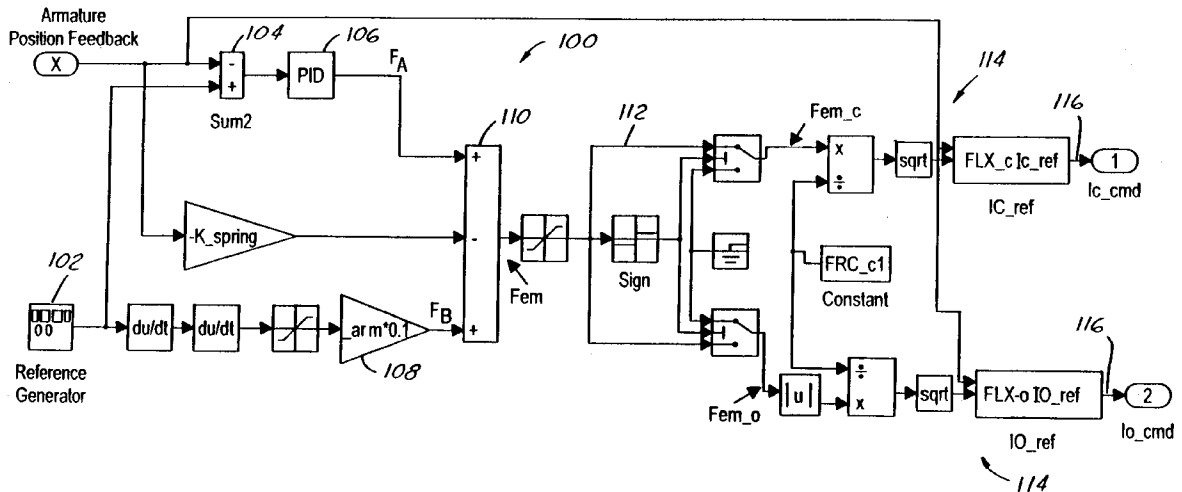 Armature
Position Feedback
X
104
-
+
Sum2
106
PID
F_A
100
114
110
+
-
+
112
Fem_c
x
÷
sqrt
FLX_c Ic_ref
IC_ref
116
1
Ic_cmd
-K_spring
Fem
Sign
FRC_c1
Constant
102
Reference
Generator
du/dt
du/dt
_arm*0.1
108
F_B
Fem_o
|u|
÷
x
sqrt
FLX-o IO_ref
IO_ref
116
2
Io_cmd
114